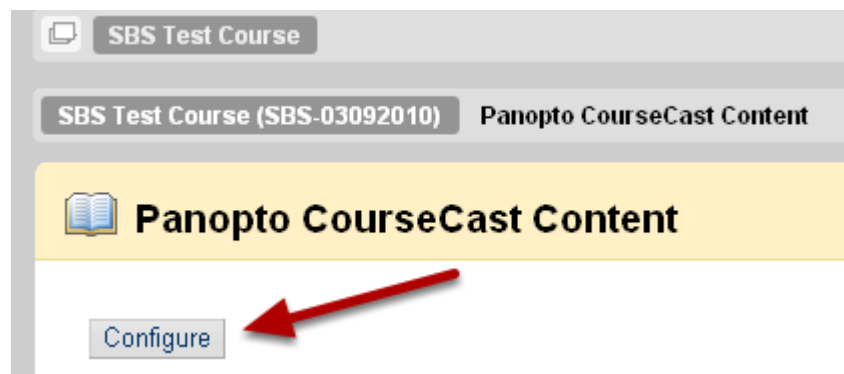 SBS Test Course
SBS Test Course (SBS-03092010) Panopto CourseCast Content
Panopto CourseCast Content
Configure